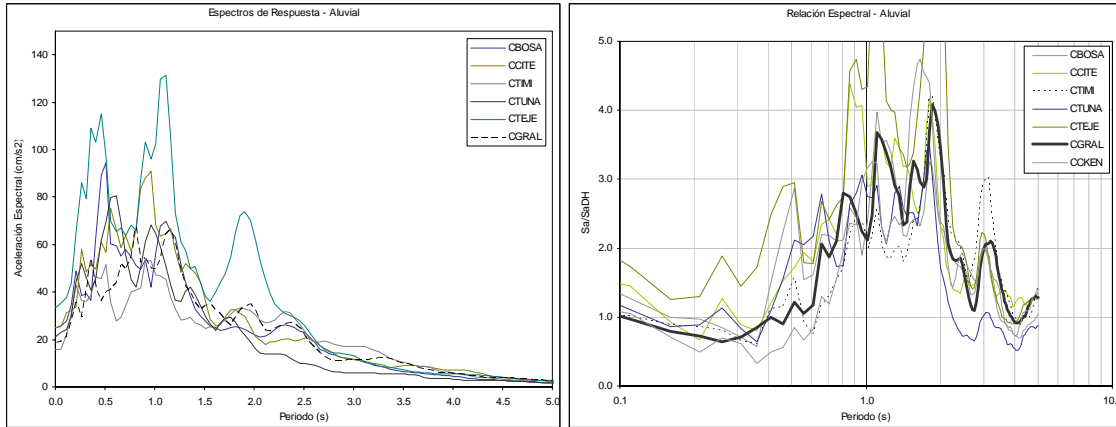 Espectros de Respuesta - Aluvial
140
120
100
80
60
40
20
0
Aceleración Espectral (cm/s2)
0.0 0.5 1.0 1.5 2.0 2.5 3.0 3.5 4.0 4.5 5.0
Periodo (s)
CBOSA
CCITE
CTIMI
CTUNA
CTEJE
CGRAL
Relación Espectral - Aluvial
5.0
4.0
3.0
2.0
1.0
0.0
Sa/SaDH
0.1 1.0 10.
Periodo (s)
CBOSA
CCITE
CTIMI
CTUNA
CTEJE
CGRAL
CCKEN